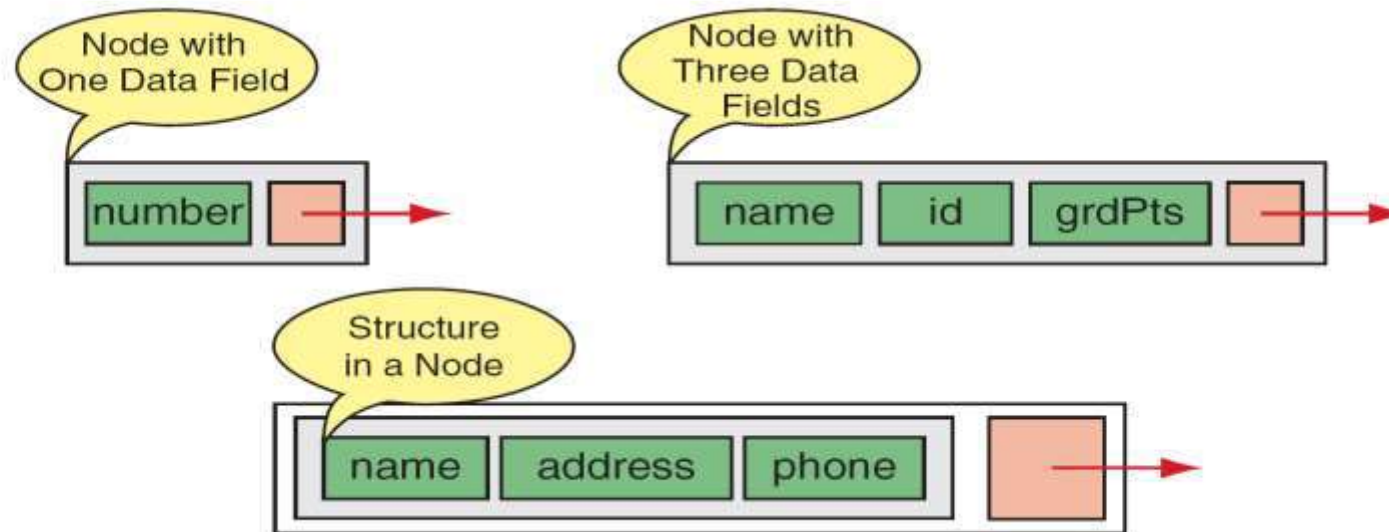 Node with
One Data Field
Node with
Three Data
Fields
number
name id grdPts
Structure
in a Node
name address phone